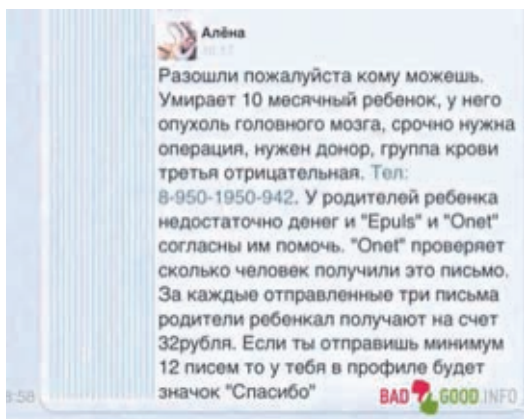 Алёна
Разошли пожалуйста кому можешь.
Умирает 10 месячный ребенок, у него
опухоль головного мозга, срочно нужна
операция, нужен донор, группа крови
третья отрицательная. Тел:
8-950-1950-942. У родителей ребенка
недостаточно денег и "Epuls" и "Onet"
согласны им помочь. "Onet" проверяет
сколько человек получили это письмо.
За каждые отправленные три письма
родители ребенкал получают на счет
32рубля. Если ты отправишь минимум
12 писем то у тебя в профиле будет
значок "Спасибо"
BAD GOOD.INFO